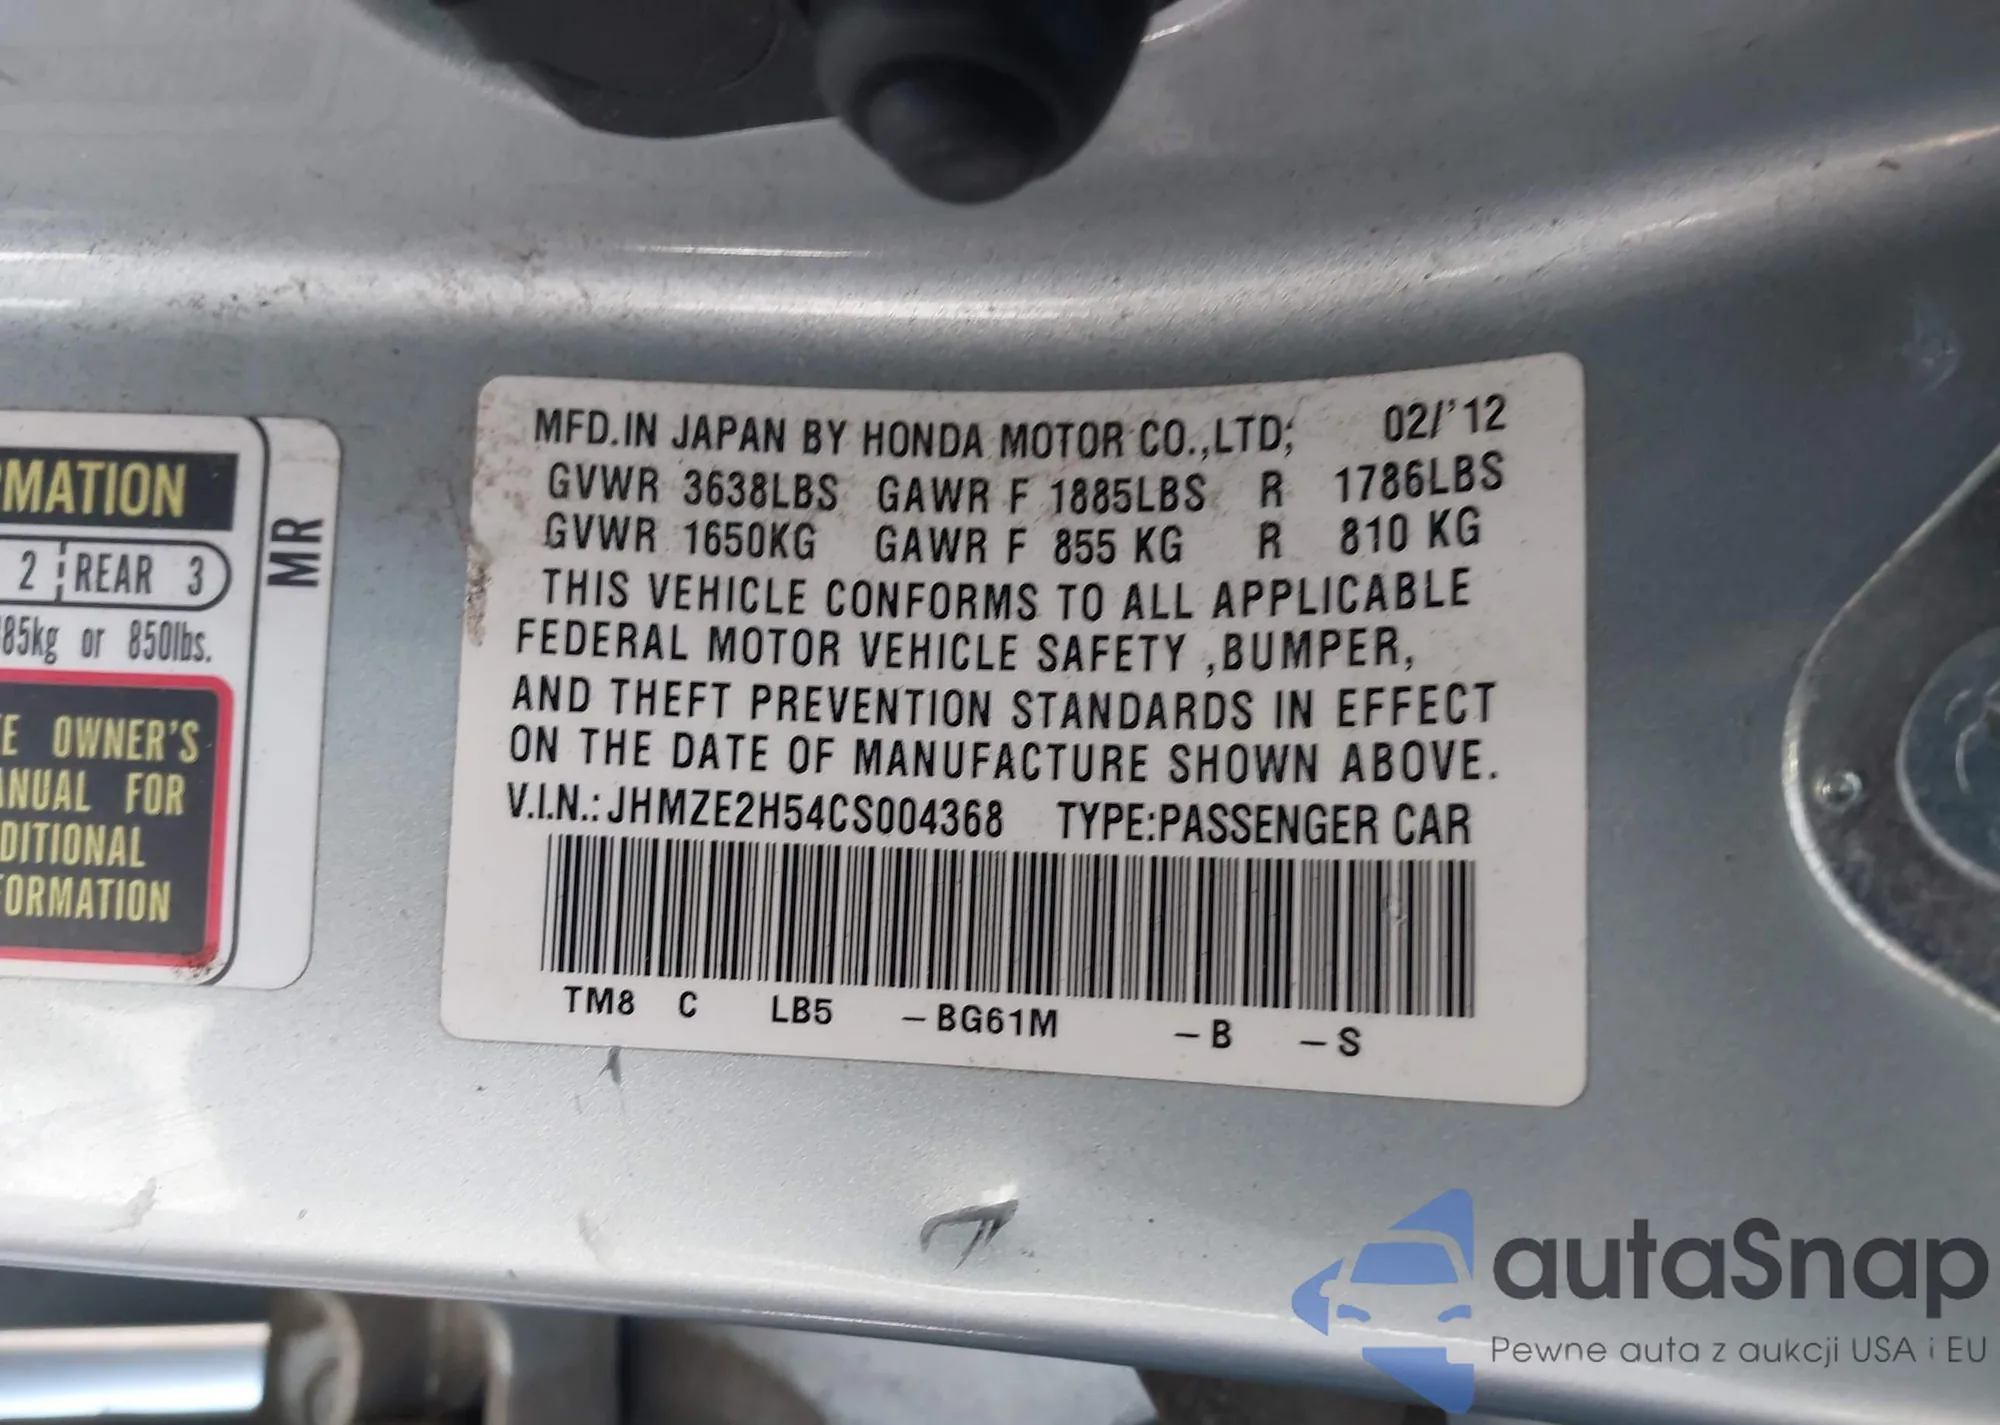 MATION
2 REAR 3
85kg or 850lbs.
OWNER'S
FOR
MR
MFD.IN JAPAN BY HONDA MOTOR CO.,LTD; 02/'12
GVWR 3638LBS GAWR F 1885LBS R 1786LBS
GVWR 1650KG GAWR F 855 KG R 810 KG
THIS VEHICLE CONFORMS TO ALL APPLICABLE
FEDERAL MOTOR VEHICLE SAFETY ,BUMPER,
AND THEFT PREVENTION STANDARDS IN EFFECT
ON THE DATE OF MANUFACTURE SHOWN ABOVE.
V.I.N.: JHMZE2H54CS004368 TYPE:PASSENGER CAR
TM8 C LB5 -BG61M -B -S
autaSnap
Pewne auta z aukcji USA i EU